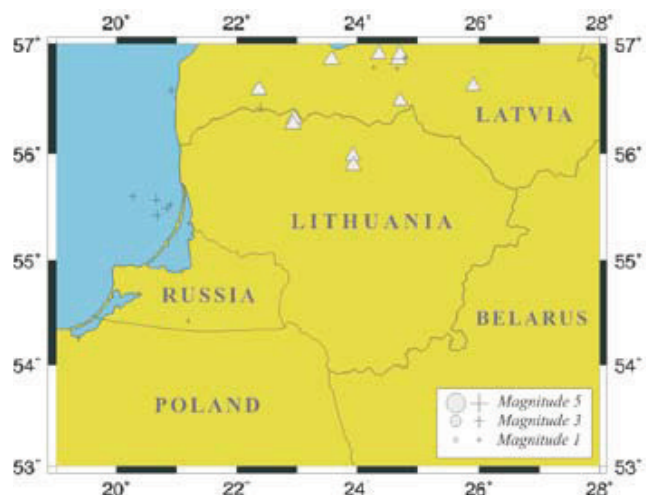 20° 22° 24° 26° 28°
57° 57°
LATVIA
56° 56°
LITHUANIA
55° 55°
RUSSIA
BELARUS
54° 54°
POLAND
Magnitude 5
Magnitude 3
Magnitude 1
53° 53°
20° 22° 24° 26° 28°